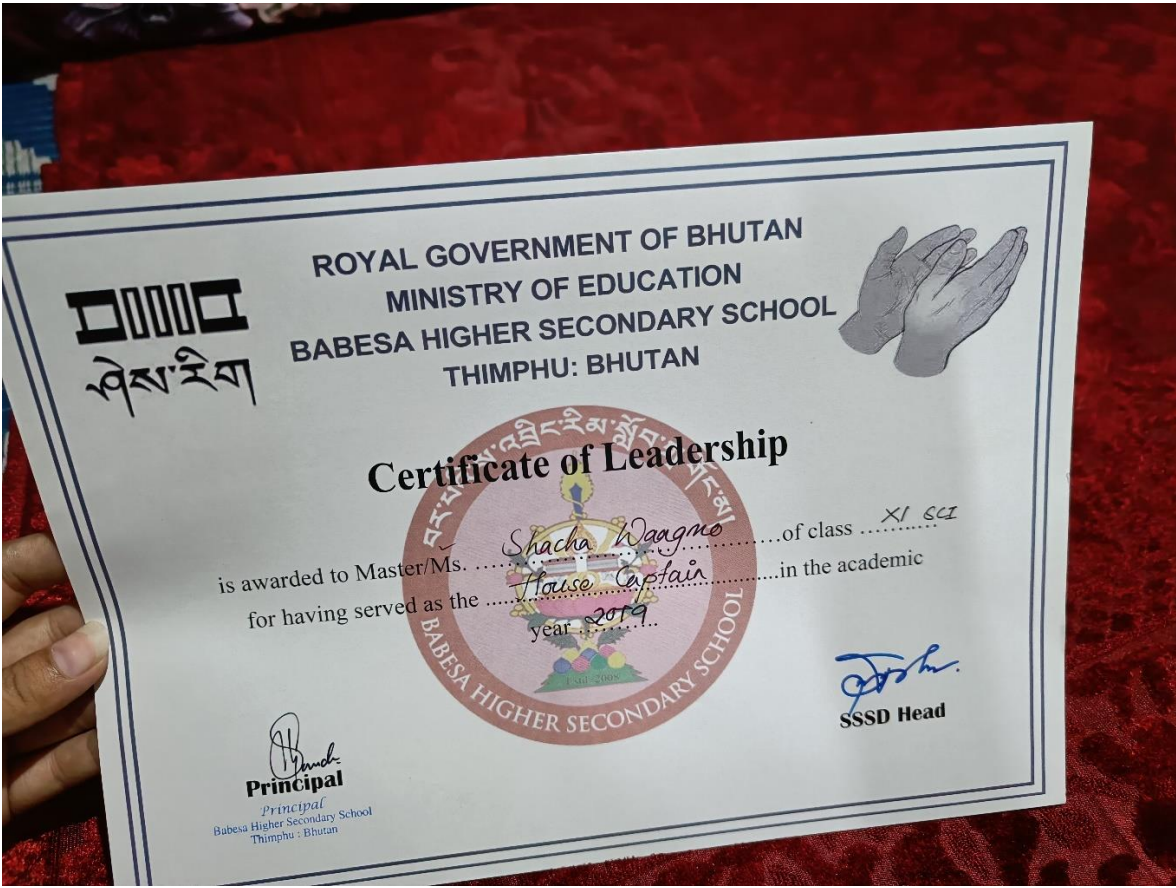 ROYAL GOVERNMENT OF BHUTAN
MINISTRY OF EDUCATION
BABESA HIGHER SECONDARY SCHOOL
THIMPHU: BHUTAN
ཤེས་རིག
Certificate of Leadership
is awarded to Master/Ms. Shacha Waagmo of class XI SCI
for having served as the House Captain in the academic
year 2019
BABESA HIGHER SECONDARY SCHOOL
Estd. 2008
SSSD Head
Principal
Principal
Babesa Higher Secondary School
Thimphu : Bhutan